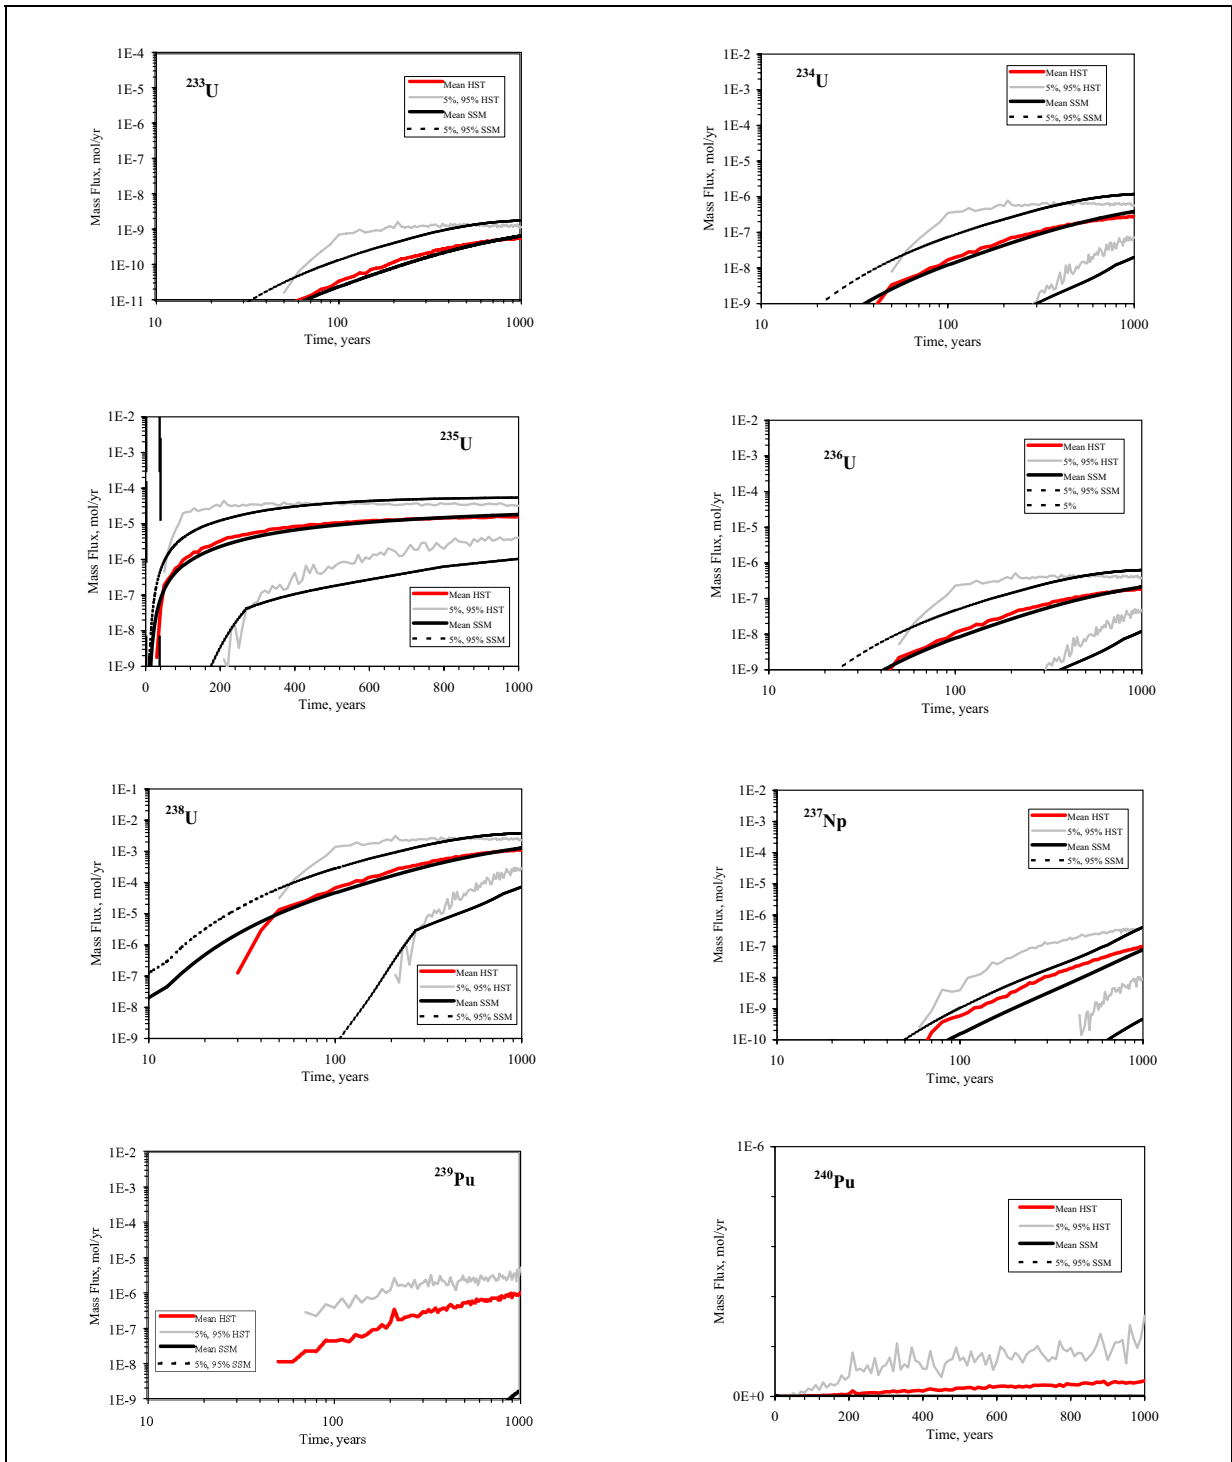 233U
Mean HST
5%, 95% HST
Mean SSM
5%, 95% SSM
1E-4
1E-5
1E-6
1E-7
1E-8
1E-9
1E-10
1E-11
Mass Flux, mol/yr
10 100 1000
Time, years
234U
Mean HST
5%, 95% HST
Mean SSM
5%, 95% SSM
1E-2
1E-3
1E-4
1E-5
1E-6
1E-7
1E-8
1E-9
Mass Flux, mol/yr
10 100 1000
Time, years
235U
1E-2
1E-3
1E-4
1E-5
1E-6
1E-7
1E-8
1E-9
Mass Flux, mol/yr
Mean HST
5%, 95% HST
Mean SSM
5%, 95% SSM
0 200 400 600 800 1000
Time, years
236U
Mean HST
5%, 95% HST
Mean SSM
5%, 95% SSM
5%
1E-2
1E-3
1E-4
1E-5
1E-6
1E-7
1E-8
1E-9
Mass Flux, mol/yr
10 100 1000
Time, years
238U
1E-1
1E-2
1E-3
1E-4
1E-5
1E-6
1E-7
1E-8
1E-9
Mass Flux, mol/yr
Mean HST
5%, 95% HST
Mean SSM
5%, 95% SSM
10 100 1000
Time, years
237Np
Mean HST
5%, 95% HST
Mean SSM
5%, 95% SSM
1E-2
1E-3
1E-4
1E-5
1E-6
1E-7
1E-8
1E-9
1E-10
Mass Flux, mol/yr
10 100 1000
Time, years
239Pu
1E-2
1E-3
1E-4
1E-5
1E-6
1E-7
1E-8
1E-9
Mass Flux, mol/yr
Mean HST
5%, 95% HST
Mean SSM
5%, 95% SSM
10 100 1000
Time, years
240Pu
1E-6
0E+0
Mass Flux, mol/yr
Mean HST
5%, 95% HST
Mean SSM
5%, 95% SSM
0 200 400 600 800 1000
Time, years